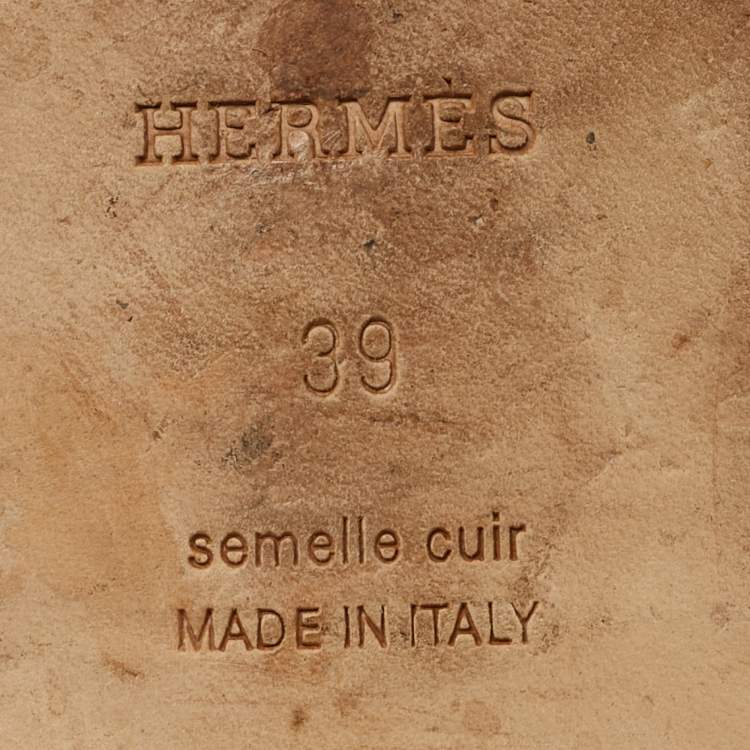 HERMÈS
39
semelle cuir
MADE IN ITALY